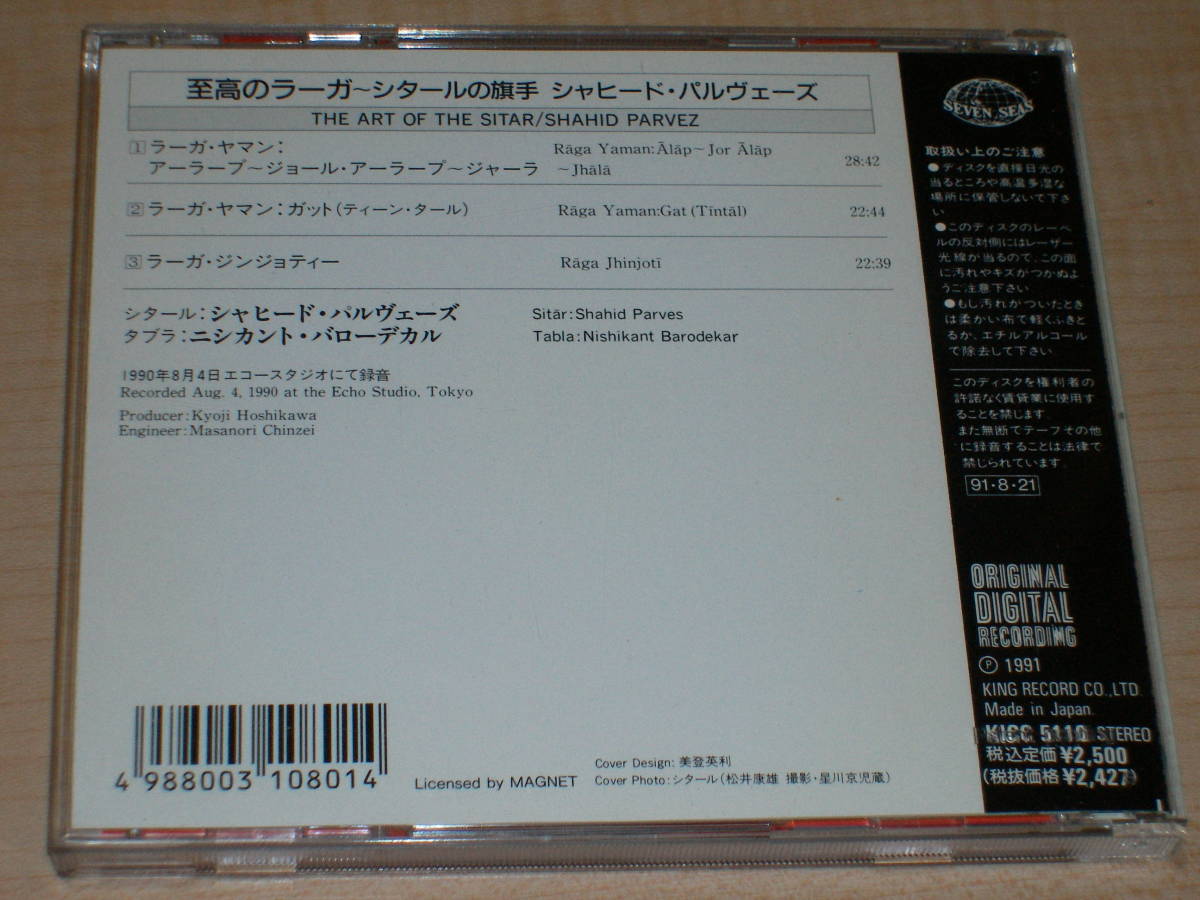 至高のラーガ~シタールの旗手 シャヒード・パルヴェーズ
THE ART OF THE SITAR/SHAHID PARVEZ
1 ラーガ・ヤマン: Rāga Yaman:Ālāp~Jor Ālāp 28:42
アーラープ~ジョール・アーラープ~ジャーラ ~Jhālā
2 ラーガ・ヤマン:ガット(ティーン・タール) Rāga Yaman:Gat (Tīntāl) 22:44
3 ラーガ・ジンジョティー Rāga Jhinjotī 22:39
シタール:シャヒード・パルヴェーズ Sitār:Shahid Parves
タブラ:ニシカント・バローデカル Tabla:Nishikant Barodekar
1990年8月4日エコースタジオにて録音
Recorded Aug. 4, 1990 at the Echo Studio, Tokyo
Producer:Kyoji Hoshikawa
Engineer:Masanori Chinzei
4 988003 108014
Licensed by MAGNET
Cover Design: 美登英利
Cover Photo:シタール(松井康雄 撮影・星川京児蔵)
SEVEN SEAS
取扱い上のご注意
●ディスクを直接日光の
当るところや高温多湿な
場所に保管しないで下さ
い
●このディスクのレーベ
ルの反対側にはレーザー
光線が当るので、この面
に汚れやキズがつかぬよ
うご注意下さい
●もし汚れがついたとき
は柔かい布で軽くふきと
るか、エチルアルコール
で除去して下さい
このディスクを権利者の
許諾なく賃貸業に使用す
ることを禁じます。
また無断でテープその他
に録音することは法律で
禁じられています。
91・8・21
ORIGINAL
DIGITAL
RECORDING
Ⓟ 1991
KING RECORD CO.,LTD.
Made in Japan.
KICC 5110 STEREO
税込定価¥2,500
(税抜価格¥2,427)